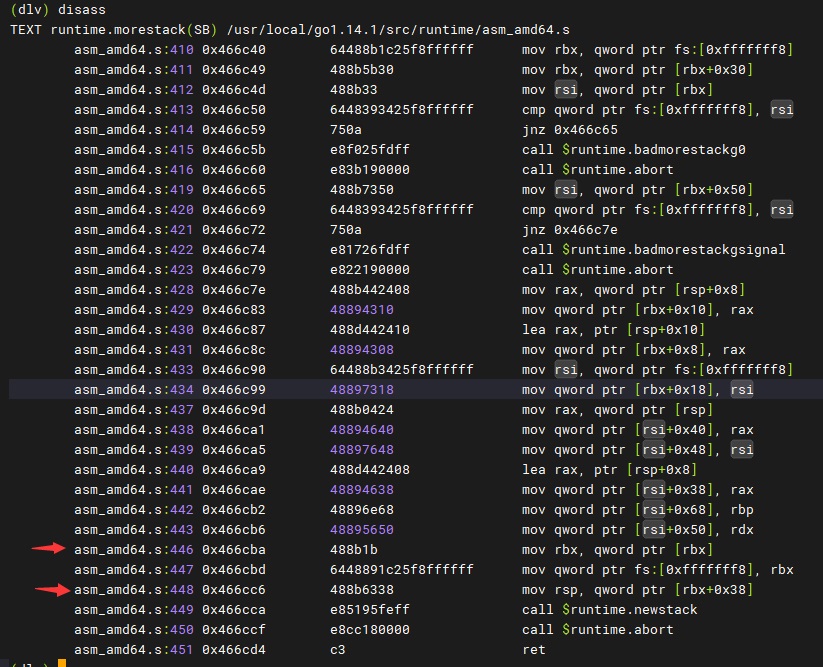 (dlv) disass
TEXT runtime.morestack(SB) /usr/local/go1.14.1/src/runtime/asm_amd64.s
asm_amd64.s:410 0x466c40 64488b1c25f8ffffff mov rbx, qword ptr fs:[0xfffffff8]
asm_amd64.s:411 0x466c49 488b5b30 mov rbx, qword ptr [rbx+0x30]
asm_amd64.s:412 0x466c4d 488b33 mov rsi, qword ptr [rbx]
asm_amd64.s:413 0x466c50 6448393425f8ffffff cmp qword ptr fs:[0xfffffff8], rsi
asm_amd64.s:414 0x466c59 750a jnz 0x466c65
asm_amd64.s:415 0x466c5b e8f025fdff call $runtime.badmorestackg0
asm_amd64.s:416 0x466c60 e83b190000 call $runtime.abort
asm_amd64.s:419 0x466c65 488b7350 mov rsi, qword ptr [rbx+0x50]
asm_amd64.s:420 0x466c69 6448393425f8ffffff cmp qword ptr fs:[0xfffffff8], rsi
asm_amd64.s:421 0x466c72 750a jnz 0x466c7e
asm_amd64.s:422 0x466c74 e81726fdff call $runtime.badmorestackgsignal
asm_amd64.s:423 0x466c79 e822190000 call $runtime.abort
asm_amd64.s:428 0x466c7e 488b442408 mov rax, qword ptr [rsp+0x8]
asm_amd64.s:429 0x466c83 48894310 mov qword ptr [rbx+0x10], rax
asm_amd64.s:430 0x466c87 488d442410 lea rax, ptr [rsp+0x10]
asm_amd64.s:431 0x466c8c 48894308 mov qword ptr [rbx+0x8], rax
asm_amd64.s:433 0x466c90 64488b3425f8ffffff mov rsi, qword ptr fs:[0xfffffff8]
asm_amd64.s:434 0x466c99 48897318 mov qword ptr [rbx+0x18], rsi
asm_amd64.s:437 0x466c9d 488b0424 mov rax, qword ptr [rsp]
asm_amd64.s:438 0x466ca1 48894640 mov qword ptr [rsi+0x40], rax
asm_amd64.s:439 0x466ca5 48897648 mov qword ptr [rsi+0x48], rsi
asm_amd64.s:440 0x466ca9 488d442408 lea rax, ptr [rsp+0x8]
asm_amd64.s:441 0x466cae 48894638 mov qword ptr [rsi+0x38], rax
asm_amd64.s:442 0x466cb2 48896e68 mov qword ptr [rsi+0x68], rbp
asm_amd64.s:443 0x466cb6 48895650 mov qword ptr [rsi+0x50], rdx
asm_amd64.s:446 0x466cba 488b1b mov rbx, qword ptr [rbx]
asm_amd64.s:447 0x466cbd 6448891c25f8ffffff mov qword ptr fs:[0xfffffff8], rbx
asm_amd64.s:448 0x466cc6 488b6338 mov rsp, qword ptr [rbx+0x38]
asm_amd64.s:449 0x466cca e85195feff call $runtime.newstack
asm_amd64.s:450 0x466ccf e8cc180000 call $runtime.abort
asm_amd64.s:451 0x466cd4 c3 ret